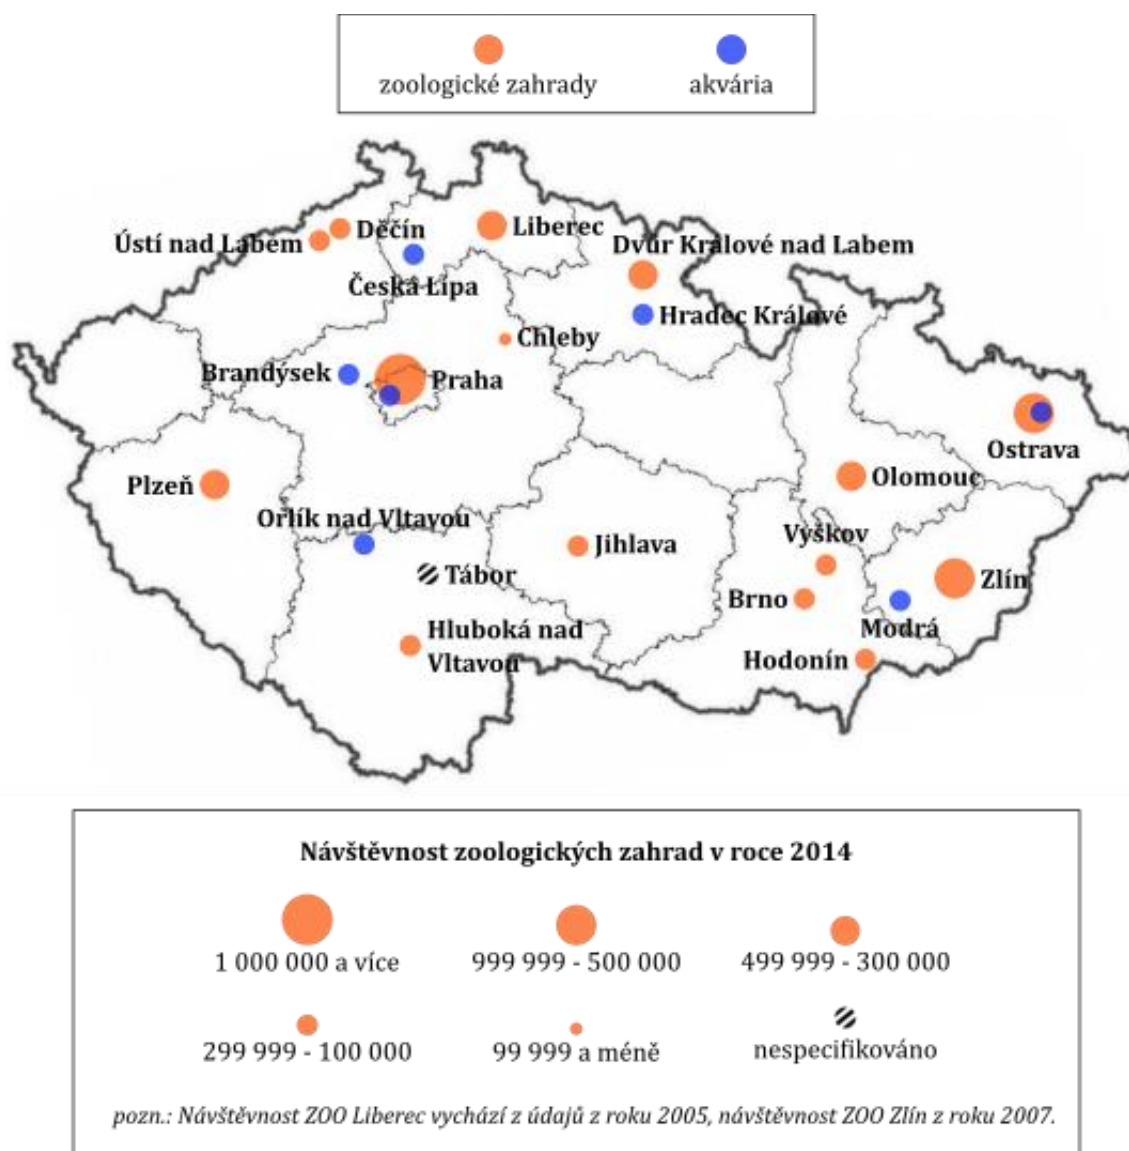 zoologické zahrady
akvária
Děčín
Ústí nad Labem
Liberec
Dvůr Králové nad Labem
Česká Lípa
Hradec Králové
Chleby
Brandýsek
Praha
Ostrava
Plzeň
Olomouc
Orlík nad Vltavou
Vyškov
Jihlava
Tábor
Zlín
Brno
Modrá
Hluboká nad
Vltavou
Hodonín
Návštěvnost zoologických zahrad v roce 2014
1 000 000 a více
999 999 - 500 000
499 999 - 300 000
299 999 - 100 000
99 999 a méně
nespecifikováno
pozn.: Návštěvnost ZOO Liberec vychází z údajů z roku 2005, návštěvnost ZOO Zlín z roku 2007.